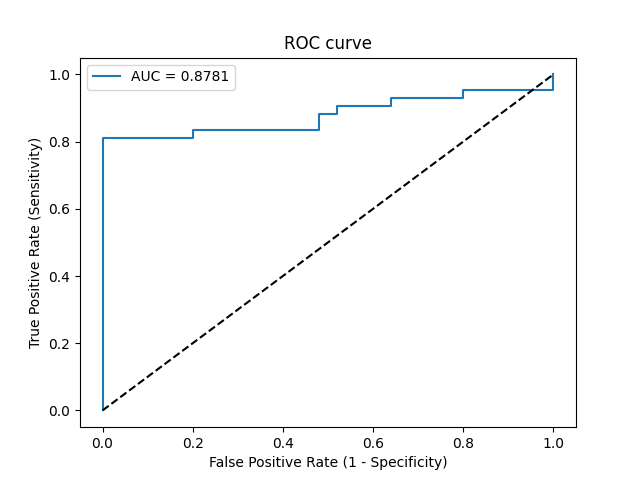 ROC curve
AUC = 0.8781
1.0
0.8
0.6
0.4
0.2
0.0
True Positive Rate (Sensitivity)
0.0 0.2 0.4 0.6 0.8 1.0
False Positive Rate (1 - Specificity)